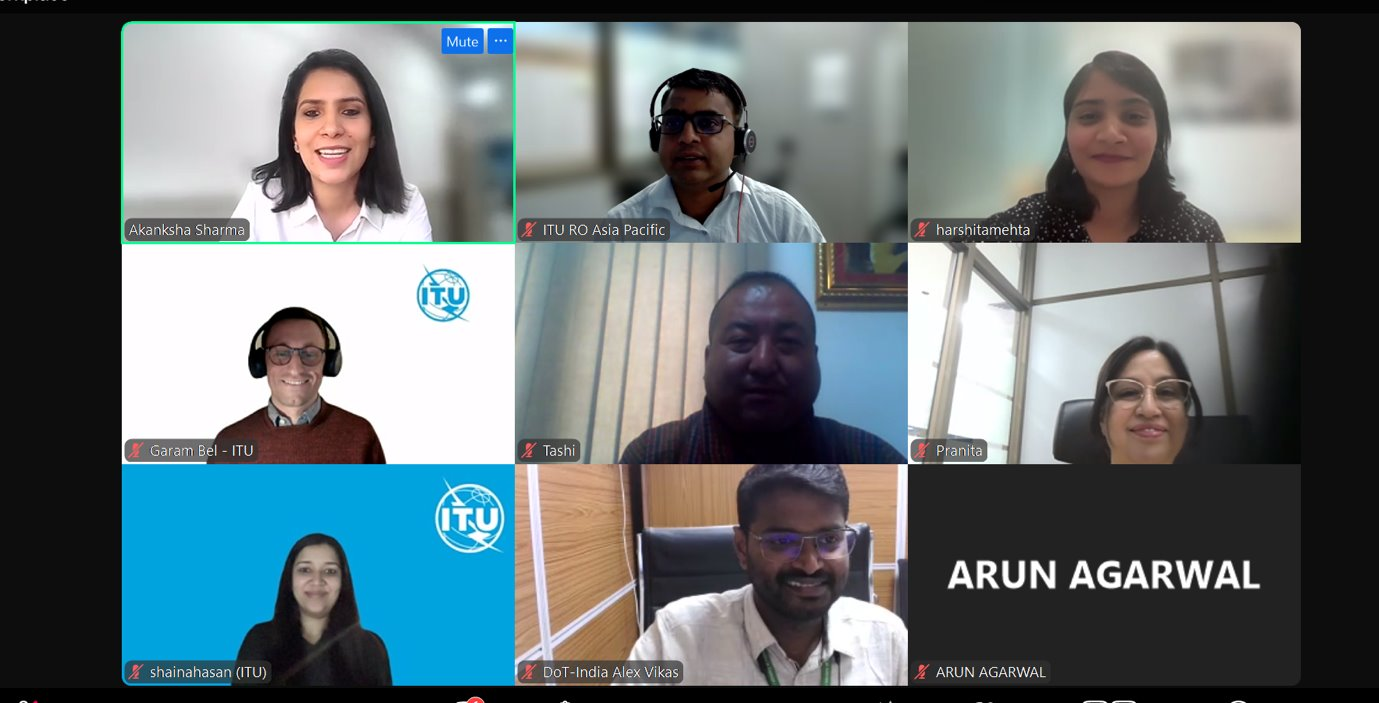 Mute
Akanksha Sharma
ITU RO Asia Pacific
harshitamehta
ITU
Garam Bel - ITU
Tashi
Pranita
ITU
shainahasan (ITU)
DoT-India Alex Vikas
ARUN AGARWAL
ARUN AGARWAL